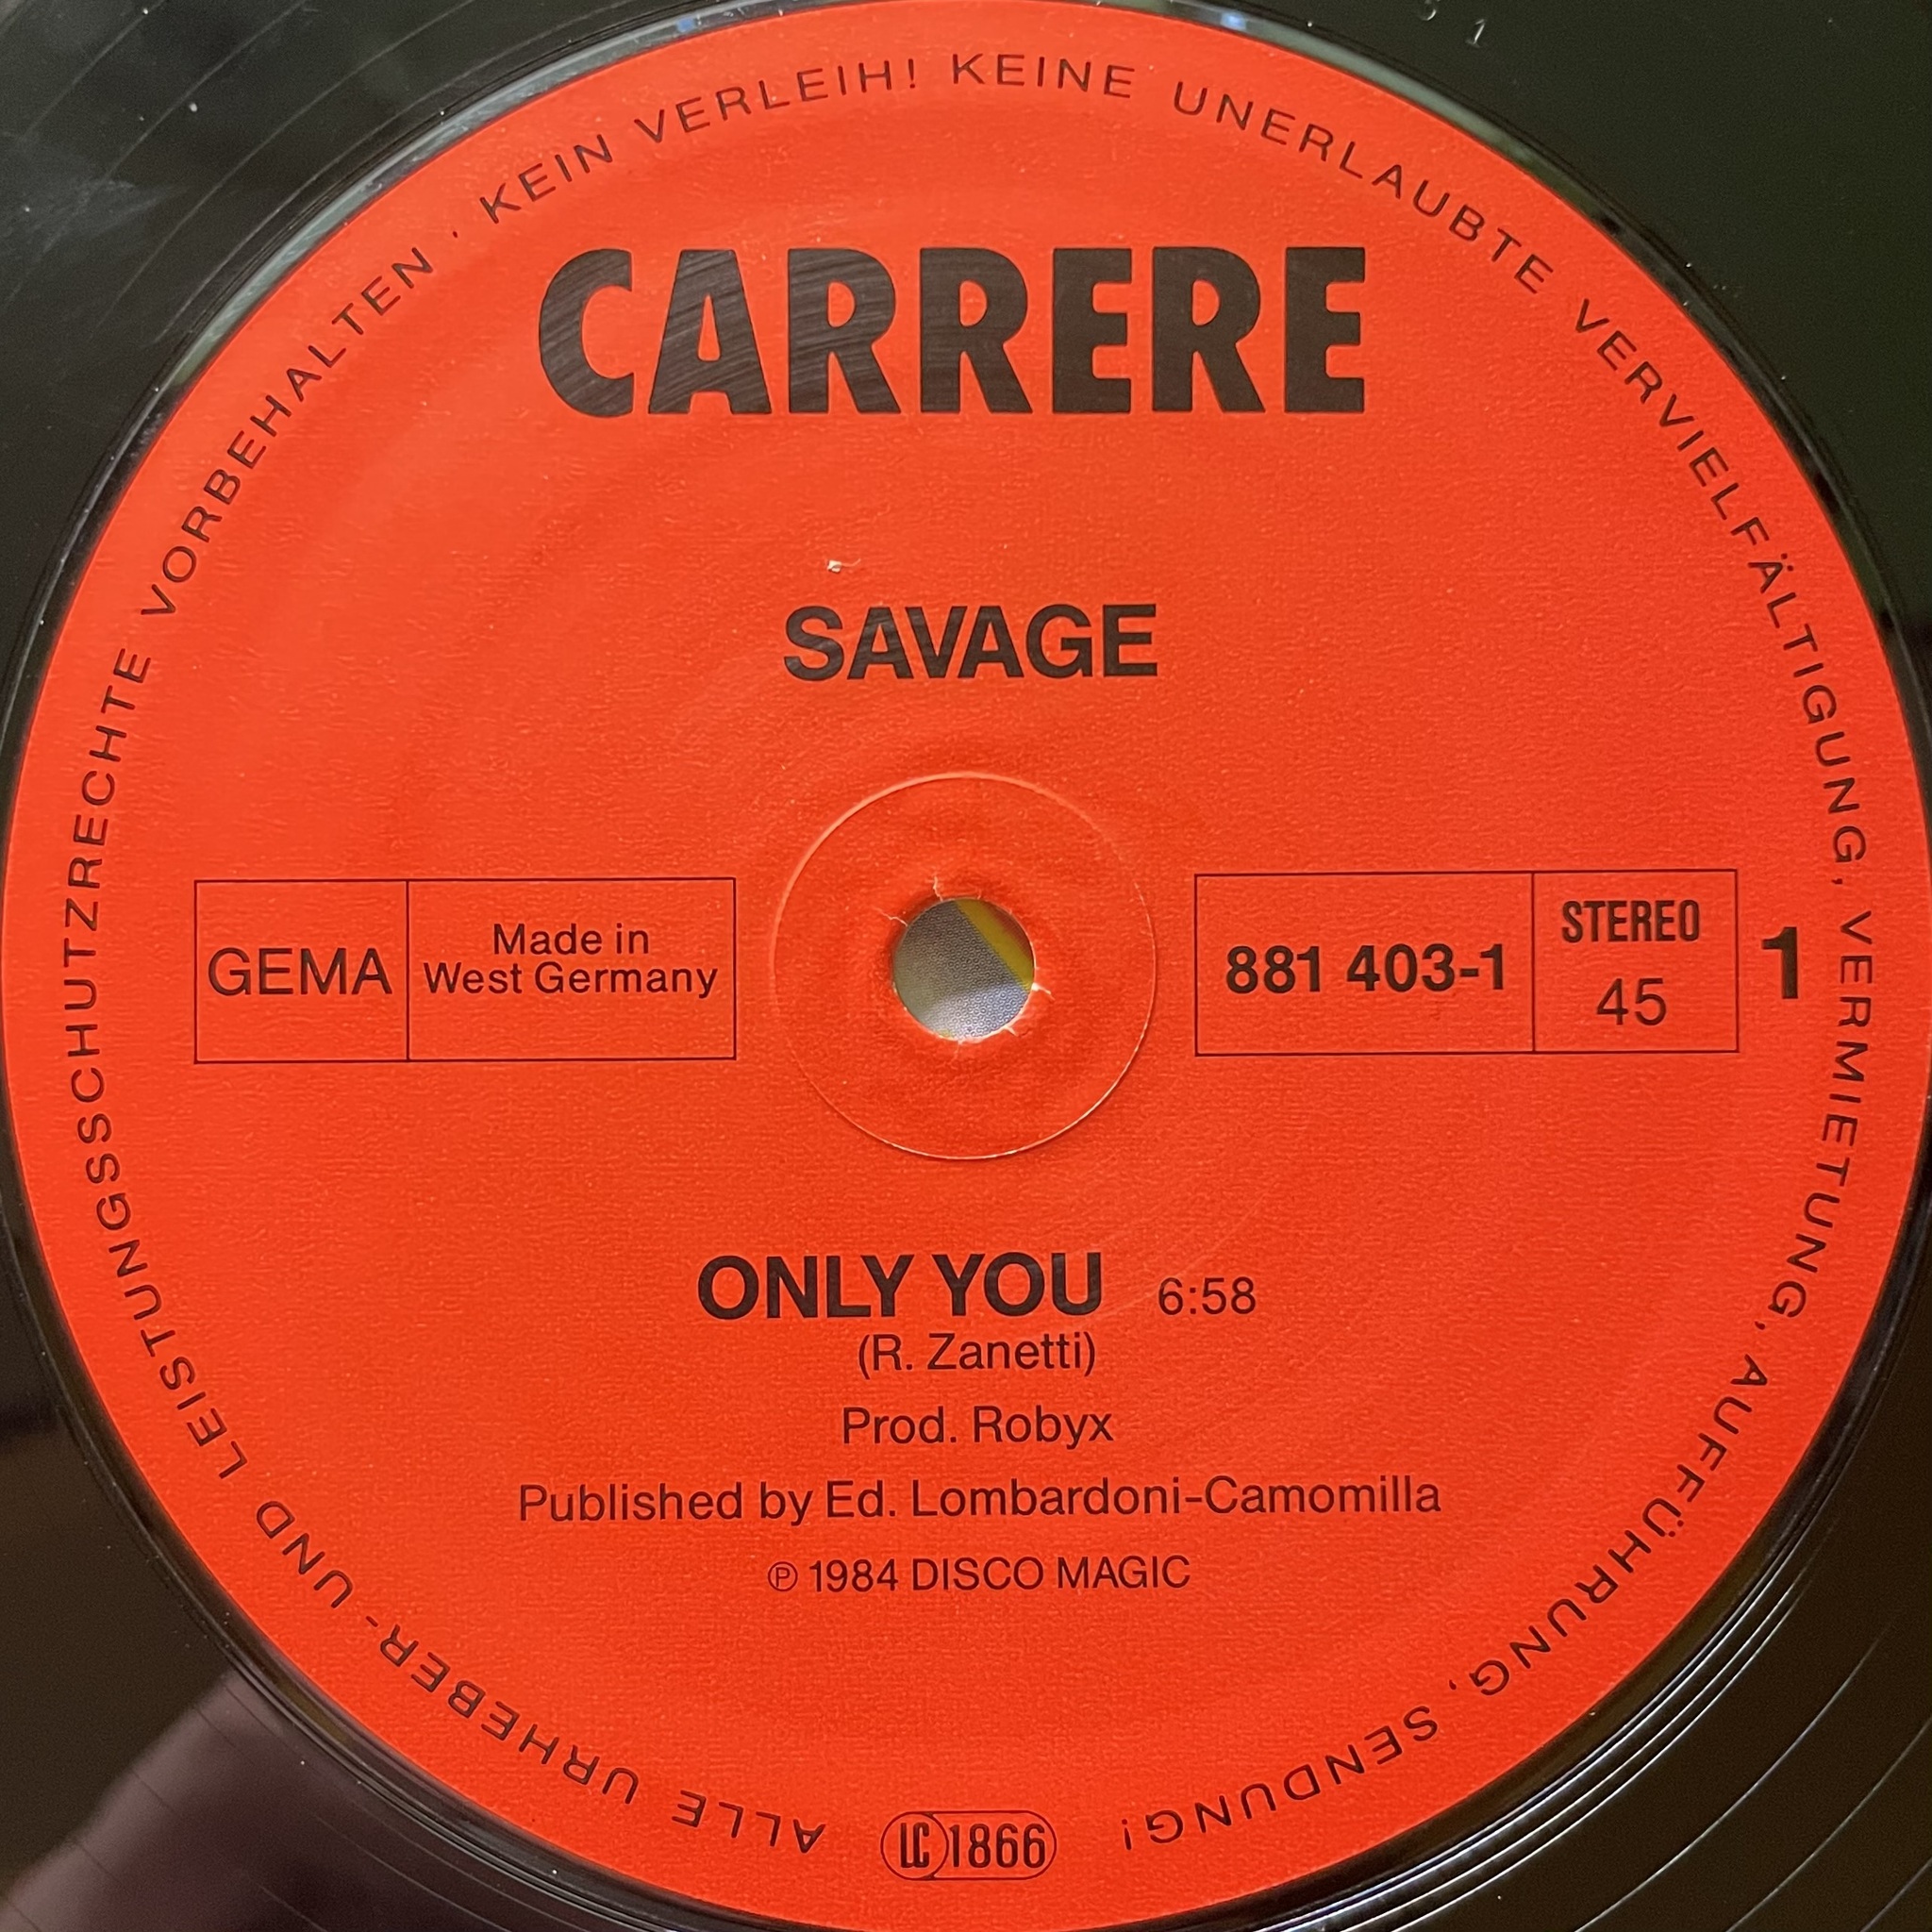 ALLE URHEBER- UND LEISTUNGSSCHUTZRECHTE VORBEHALTEN . KEIN VERLEIH! KEINE UNERLAUBTE VERVIELFÄLTIGUNG, VERMIETUNG, AUFFÜHRUNG, SENDUNG!
CARRERE
SAVAGE
GEMA
Made in
West Germany
881 403-1
STEREO
45
1
ONLY YOU 6:58
(R. Zanetti)
Prod. Robyx
Published by Ed. Lombardoni-Camomilla
Ⓟ 1984 DISCO MAGIC
LC 1866